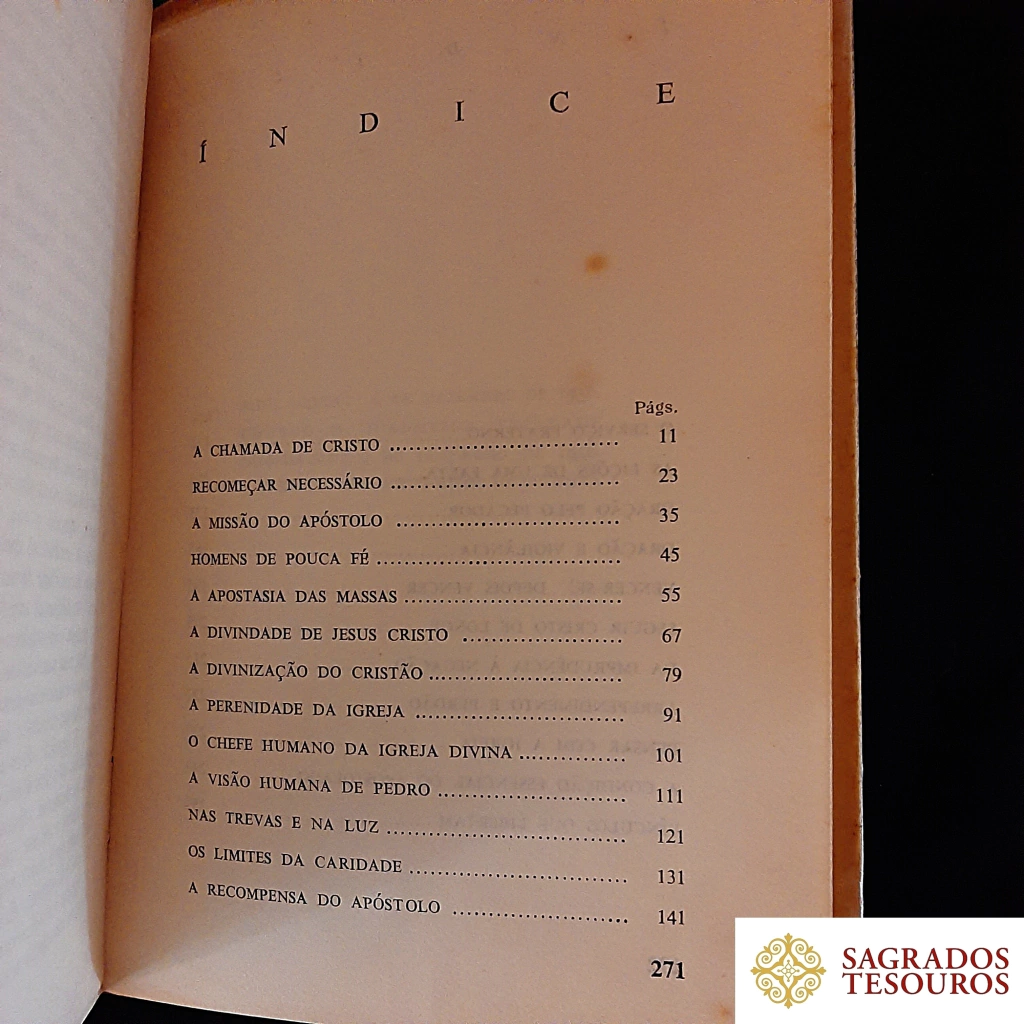 Í N D I C E
Págs.
A CHAMADA DE CRISTO ........................................ 11
RECOMEÇAR NECESSÁRIO ........................................ 23
A MISSÃO DO APÓSTOLO ........................................ 35
HOMENS DE POUCA FÉ ........................................ 45
A APOSTASIA DAS MASSAS ........................................ 55
A DIVINDADE DE JESUS CRISTO ........................................ 67
A DIVINIZAÇÃO DO CRISTÃO ........................................ 79
A PERENIDADE DA IGREJA ........................................ 91
O CHEFE HUMANO DA IGREJA DIVINA ........................................ 101
A VISÃO HUMANA DE PEDRO ........................................ 111
NAS TREVAS E NA LUZ ........................................ 121
OS LIMITES DA CARIDADE ........................................ 131
A RECOMPENSA DO APÓSTOLO ........................................ 141
271
SAGRADOS
TESOUROS